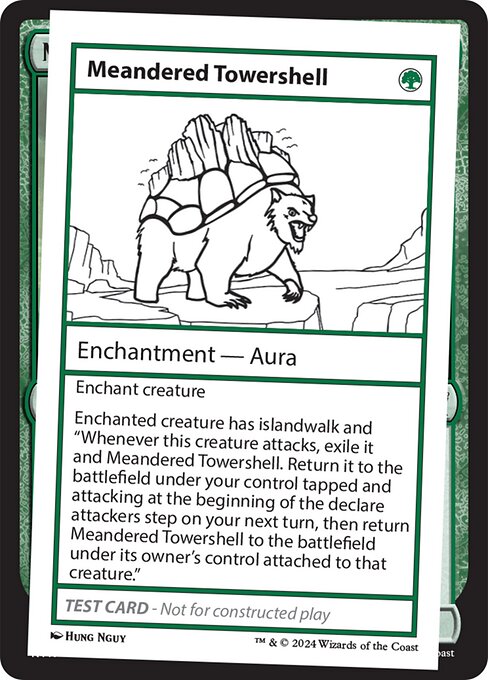 Meandered Towershell
Enchantment — Aura
Enchant creature
Enchanted creature has islandwalk and
“Whenever this creature attacks, exile it
and Meandered Towershell. Return it to the
battlefield under your control tapped and
attacking at the beginning of the declare
attackers step on your next turn, then return
Meandered Towershell to the battlefield
under its owner’s control attached to that
creature.”
TEST CARD - Not for constructed play
HUNG NGUY
™ & © 2024 Wizards of the Coast